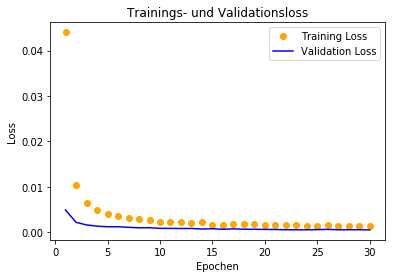 Trainings- und Validationsloss
Training Loss
Validation Loss
0.04
0.03
0.02
0.01
0.00
Loss
0 5 10 15 20 25 30
Epochen